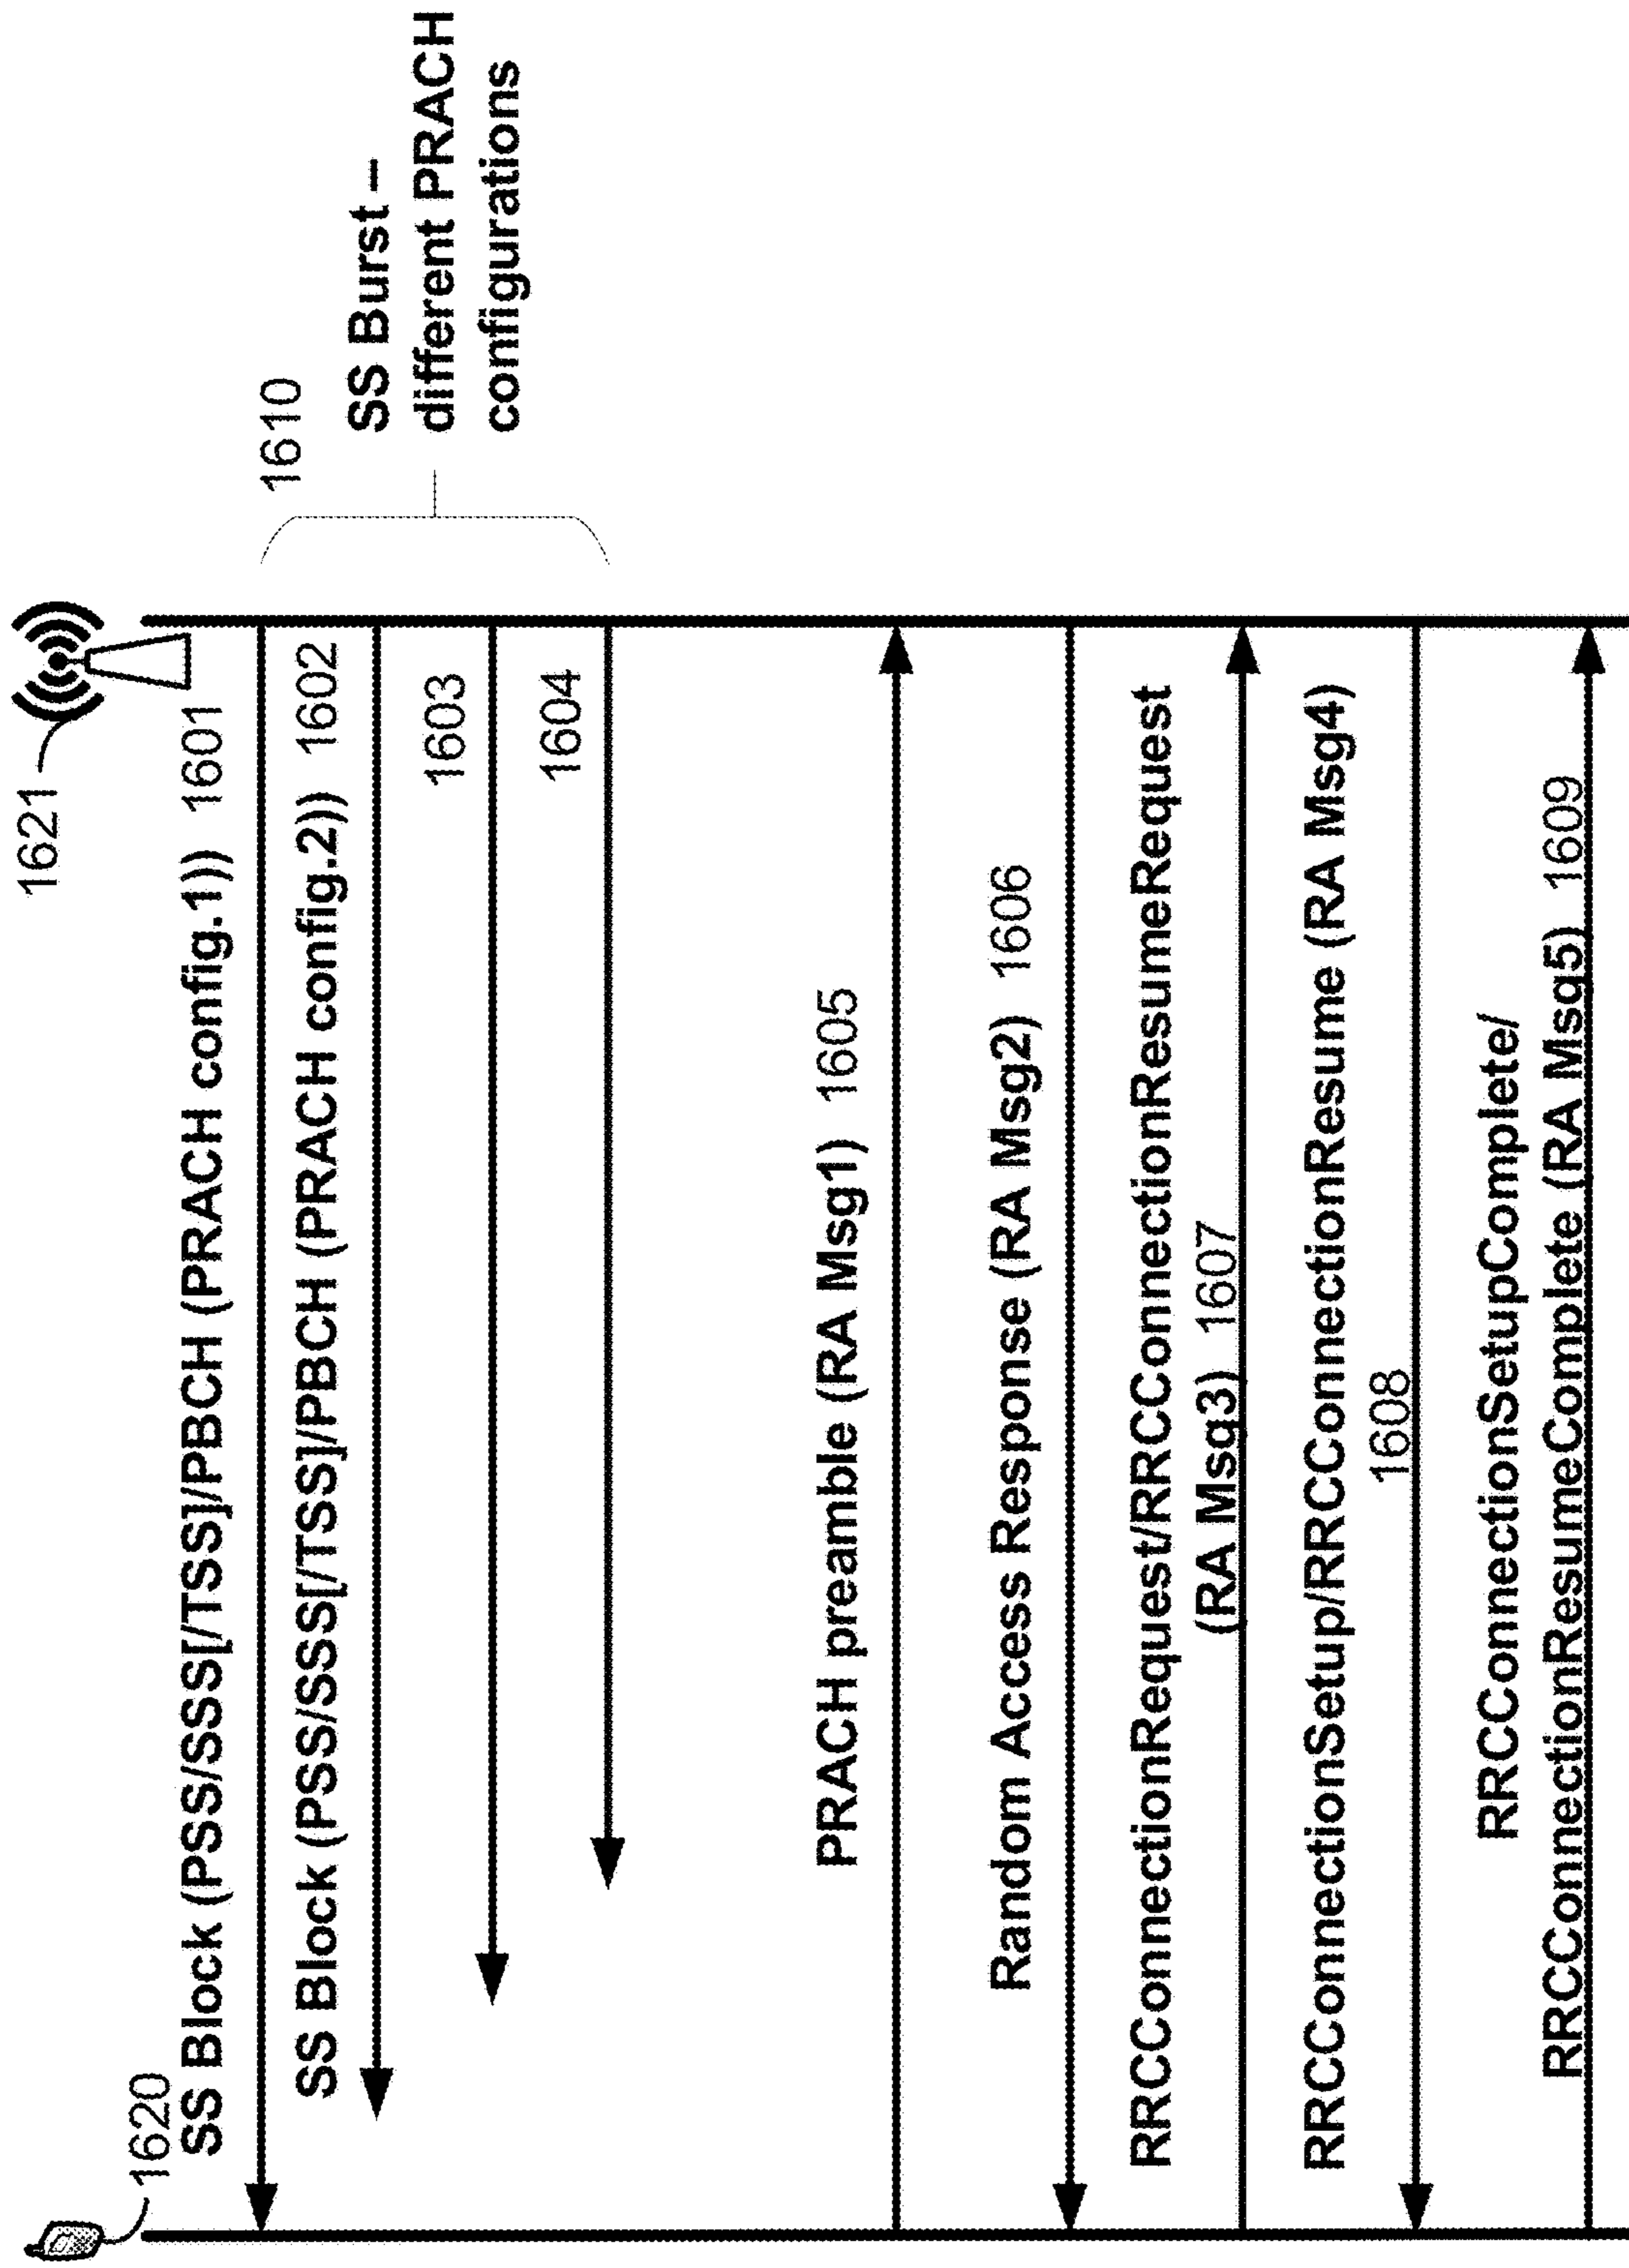 1620
1621
SS Block (PSS/SSS[/TSS]/PBCH (PRACH config.1)) 1601
SS Block (PSS/SSS[/TSS]/PBCH (PRACH config.2)) 1602
1603
1604
1610
SS Burst –
different PRACH
configurations
PRACH preamble (RA Msg1) 1605
Random Access Response (RA Msg2) 1606
RRCConnectionRequest/RRCConnectionResumeRequest
(RA Msg3) 1607
RRCConnectionSetup/RRCConnectionResume (RA Msg4)
1608
RRCConnectionSetupComplete/
RRCConnectionResumeComplete (RA Msg5) 1609